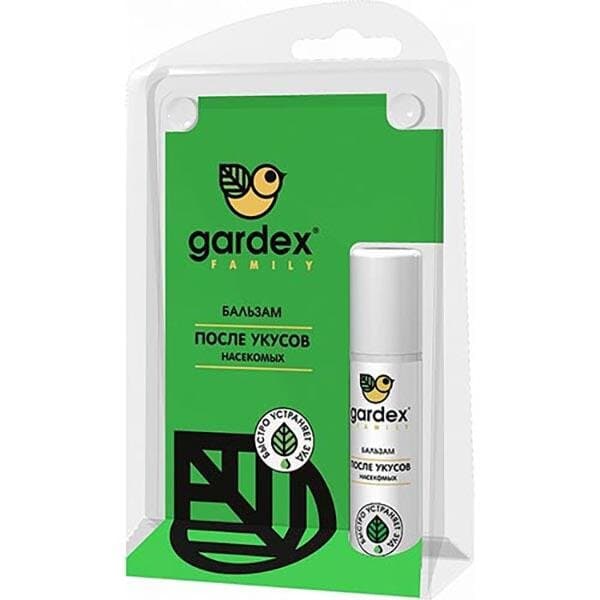 gardex®
FAMILY
БАЛЬЗАМ
ПОСЛЕ УКУСОВ
НАСЕКОМЫХ
БЫСТРО УСТРАНЯЕТ ЗУД
gardex®
FAMILY
БАЛЬЗАМ
ПОСЛЕ УКУСОВ
НАСЕКОМЫХ
БЫСТРО УСТРАНЯЕТ ЗУД